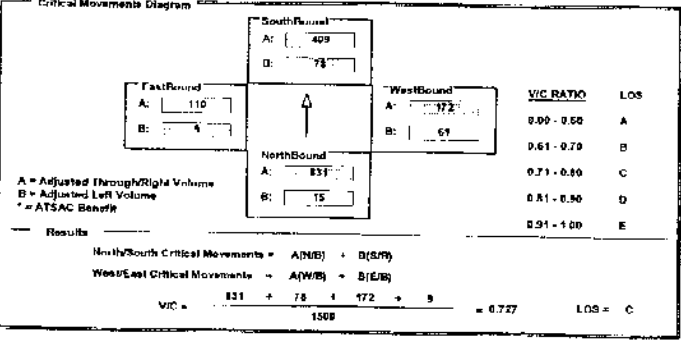 Critical Movements Diagram
SouthBound
A: 409
B: 78
EastBound
A: 110
B:
WestBound
A: 172
B: 61
NorthBound
A: 831
B: 15
V/C RATIO LOS
0.00 - 0.60 A
0.61 - 0.70 B
0.71 - 0.80 C
0.81 - 0.90 D
0.91 - 1.00 E
A = Adjusted Through/Right Volume
B = Adjusted Left Volume
* = ATSAC Benefit
Results
North/South Critical Movements = A(N/B) + B(S/B)
West/East Critical Movements = A(W/B) + B(E/B)
V/C = 831 + 78 + 172 +
1500
= 0.727 LOS = C